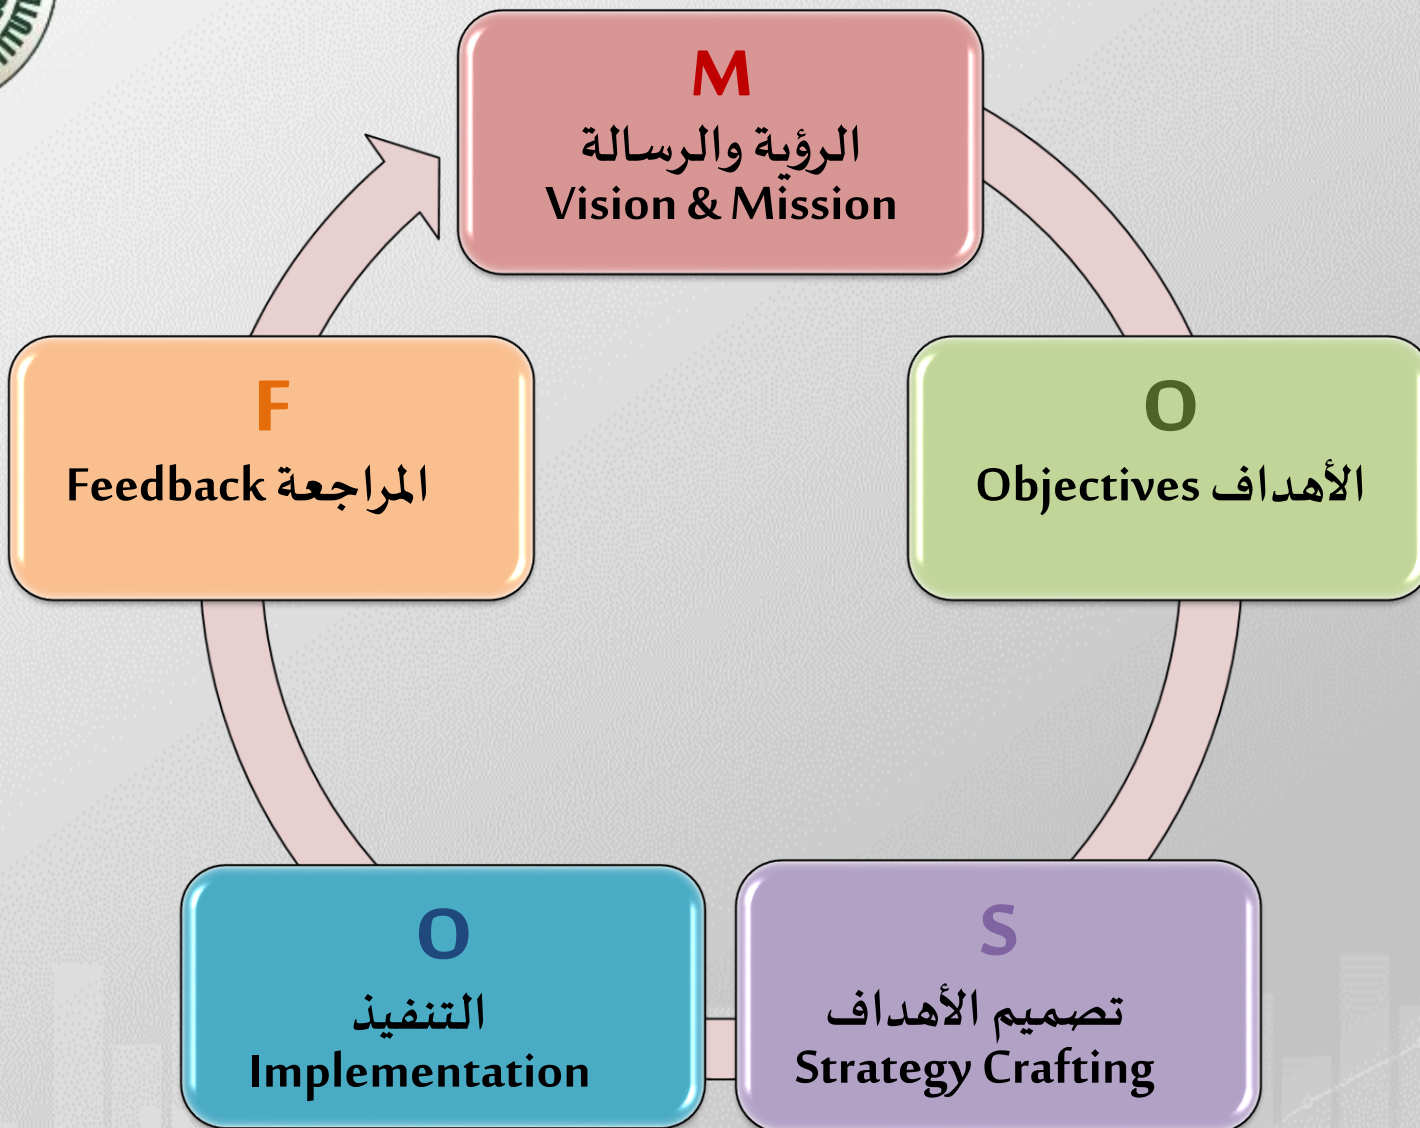 M
الرؤية والرسالة
Vision & Mission
O
الأهداف Objectives
S
تصميم الأهداف
Strategy Crafting
O
التنفيذ
Implementation
F
المراجعة Feedback